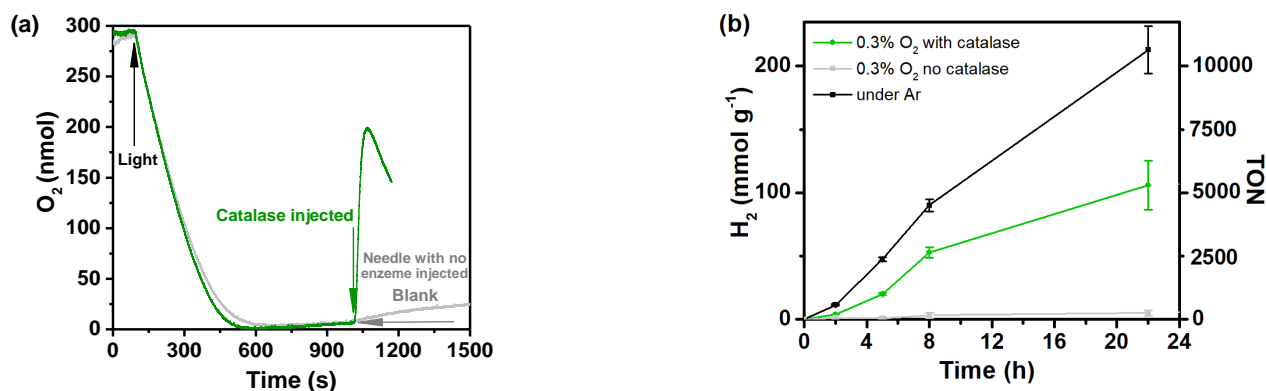 (a)
300
250
200
150
100
50
0
O2 (nmol)
Light
Catalase injected
Needle with no
enzeme injected
Blank
0 300 600 900 1200 1500
Time (s)
(b)
0.3% O2 with catalase
0.3% O2 no catalase
under Ar
200
100
0
H2 (mmol g-1)
10000
7500
5000
2500
0
TON
0 4 8 12 16 20 24
Time (h)